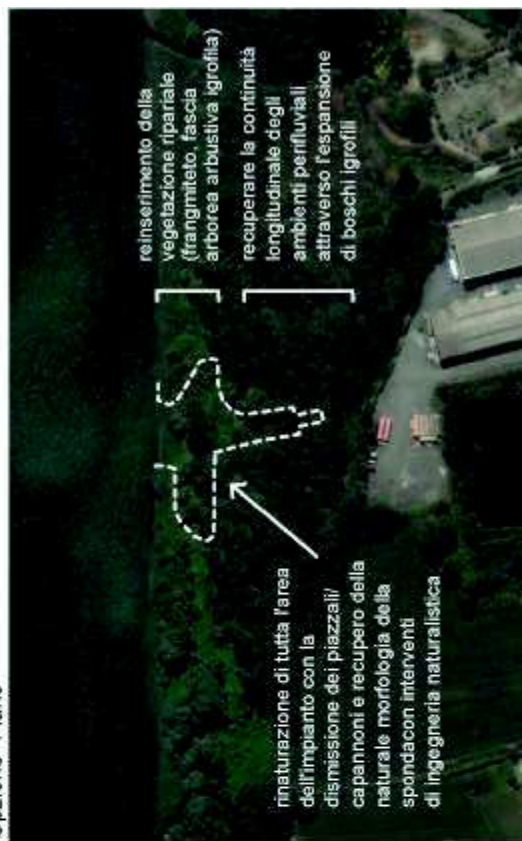 reinserimento della
vegetazione ripariale
(frangmiteto, fascia
arborea arbustiva igrofila)
recuperare la continuità
longitudinale degli
ambienti perifluviali
attraverso l'espansione
di boschi igrofili
rinaturazione di tutta l'area
dell'impianto con la
dismissione dei piazzali/
capannoni e recupero della
naturale morfologia della
spondacon interventi
di ingegneria naturalistica